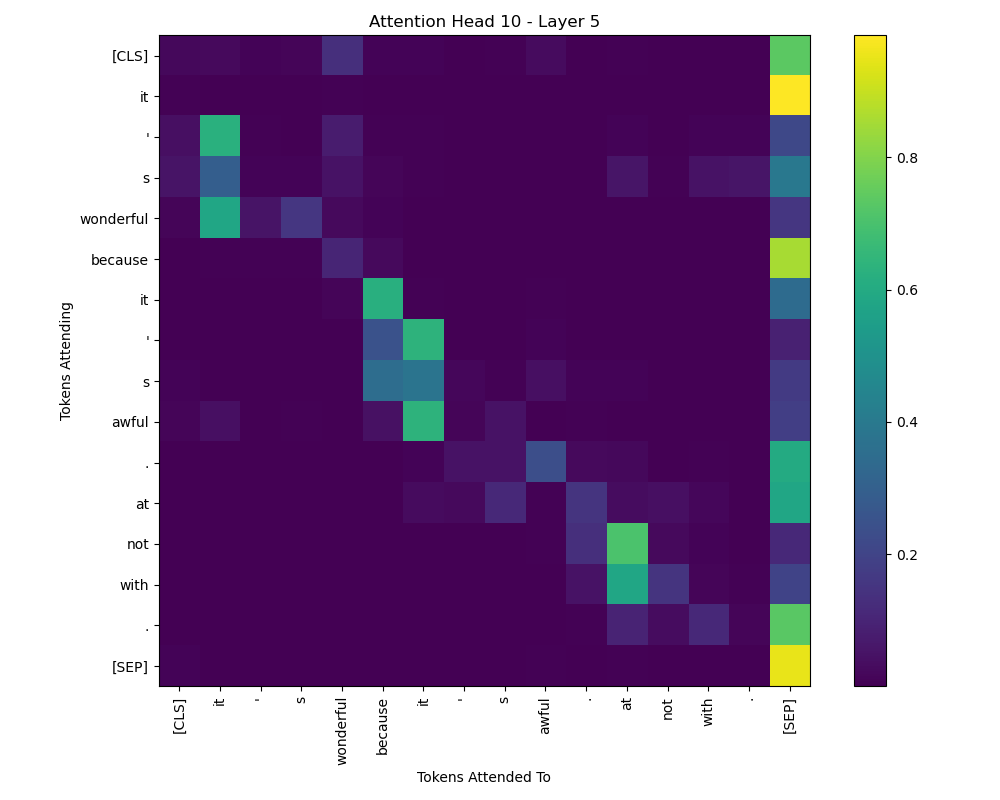 Attention Head 10 - Layer 5
[CLS]
it
'
s
wonderful
because
it
'
s
awful
.
at
not
with
.
[SEP]
Tokens Attending
[CLS]
it
'
s
wonderful
because
it
'
s
awful
.
at
not
with
.
[SEP]
Tokens Attended To
0.8
0.6
0.4
0.2